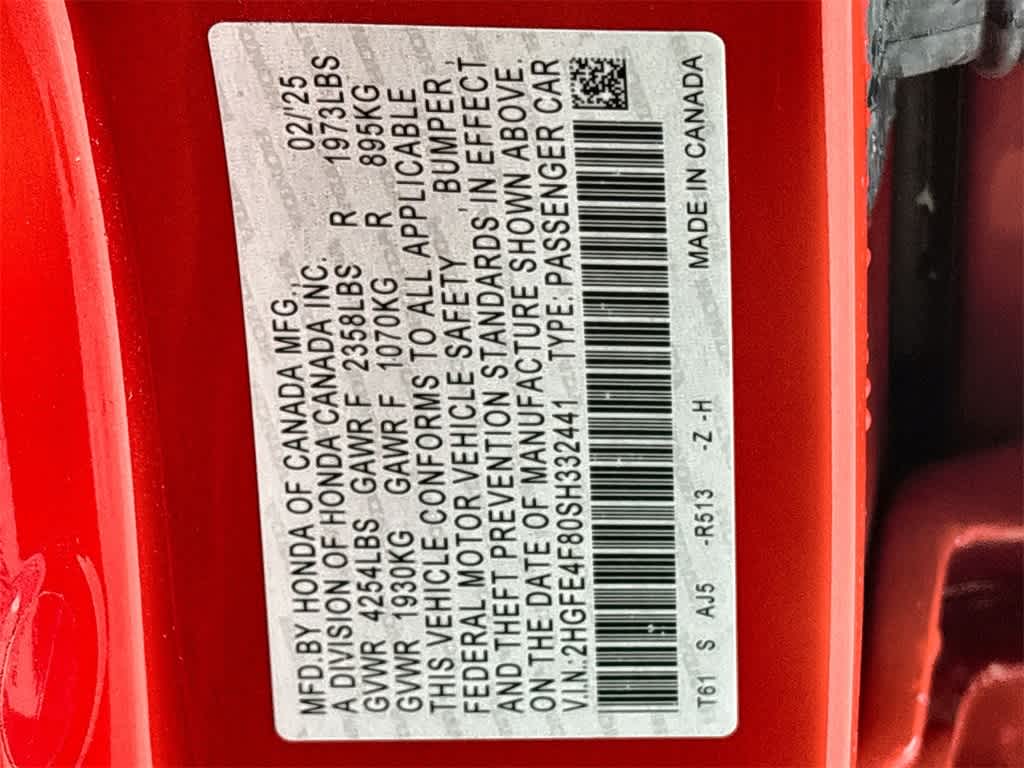 MFD.BY HONDA OF CANADA MFG., 02/'25
A DIVISION OF HONDA CANADA INC.
GVWR 4254LBS GAWR F 2358LBS R 1973LBS
GVWR 1930KG GAWR F 1070KG R 895KG
THIS VEHICLE CONFORMS TO ALL APPLICABLE
FEDERAL MOTOR VEHICLE SAFETY, BUMPER,
AND THEFT PREVENTION STANDARDS IN EFFECT
ON THE DATE OF MANUFACTURE SHOWN ABOVE.
V.I.N.:2HGFE4F80SH332441 TYPE: PASSENGER CAR
T61 S AJ5 -R513 -Z -H MADE IN CANADA